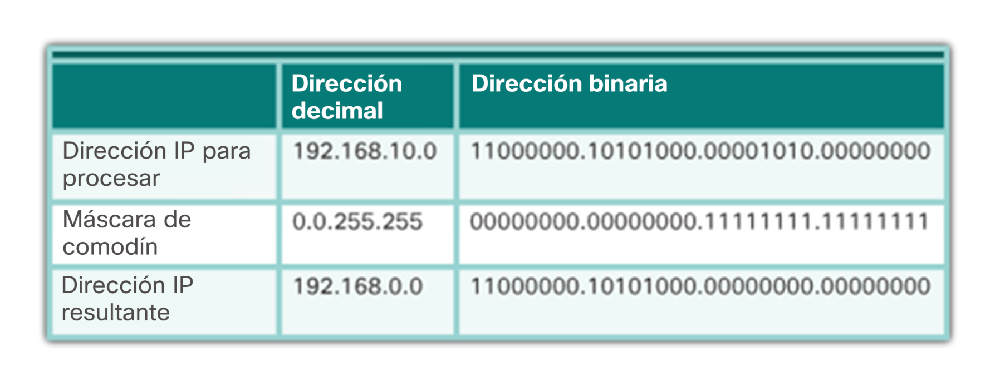 Dirección
decimal
Dirección binaria
Dirección IP para
procesar
192.168.10.0
11000000.10101000.00001010.00000000
Máscara de
comodín
0.0.255.255
00000000.00000000.11111111.11111111
Dirección IP
resultante
192.168.0.0
11000000.10101000.00000000.00000000